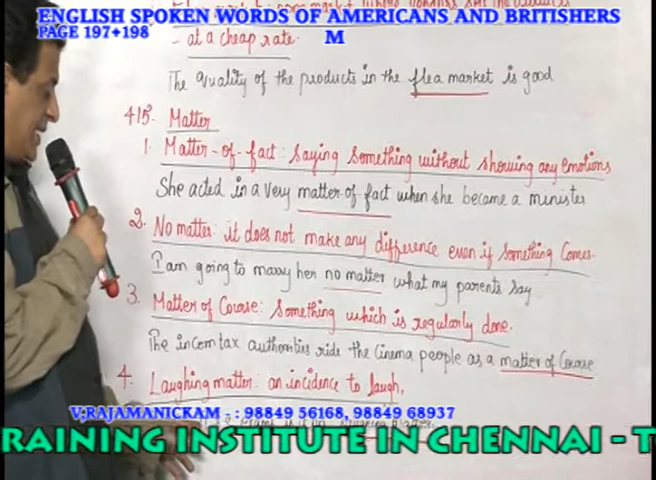 ENGLISH SPOKEN WORDS OF AMERICANS AND BRITISHERS
PAGE 197+198
M
- at a cheap rate.
The quality of the products in the flea market is good
415. Matter
1. Matter-of-fact: saying something without showing any emotions
She acted in a very matter of fact when she became a minister
2. No matter: it does not make any difference even if something comes.
I am going to marry her no matter what my parents say
3. Matter of Course: Something which is regularly done.
The incomtax authorities ride the cinema people as a matter of course
4. Laughing matter: an incidence to laugh.
V;RAJAMANICKAM - : 98849 56168, 98849 68937
RAINING INSTITUTE IN CHENNAI - T